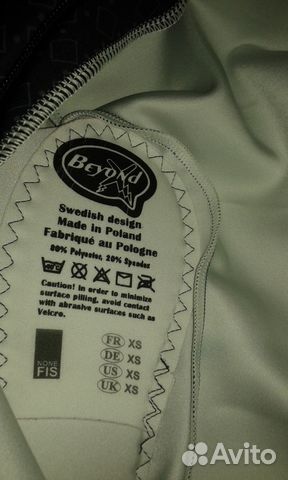 BEYOND
Swedish design
Made in Poland
Fabriqué au Pologne
80% Polyester, 20% Spandex
Caution! In order to minimize
surface pilling, avoid contact
with abrasive surfaces such as
Velcro.
NONE
FIS
FR XS
DE XS
US XS
UK XS
Avito